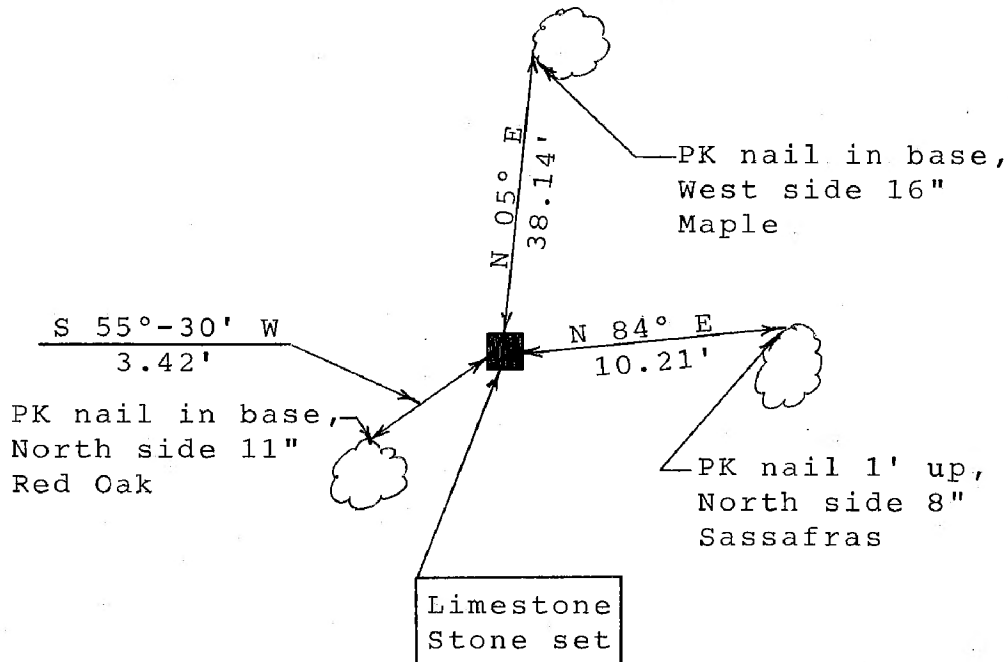 N 05° E
38.14'
PK nail in base,
West side 16"
Maple
S 55°-30' W
3.42'
N 84° E
10.21'
PK nail in base,
North side 11"
Red Oak
PK nail 1' up,
North side 8"
Sassafras
Limestone
Stone set